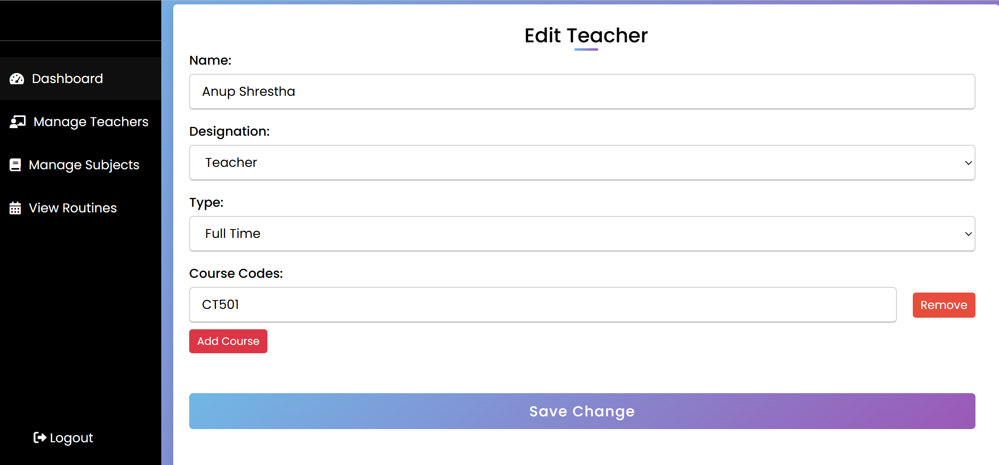 Dashboard
Manage Teachers
Manage Subjects
View Routines
Logout
Edit Teacher
Name:
Anup Shrestha
Designation:
Teacher
Type:
Full Time
Course Codes:
CT501
Remove
Add Course
Save Change